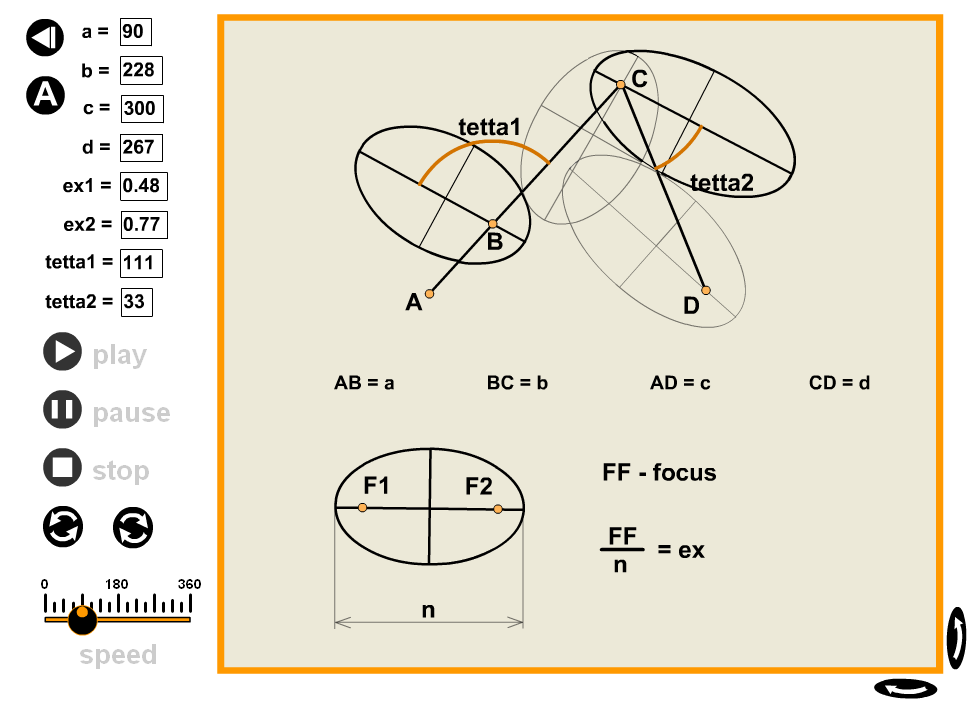 a = 90
b = 228
A
c = 300
d = 267
ex1 = 0.48
ex2 = 0.77
tetta1 = 111
tetta2 = 33
play
pause
stop
0 180 360
speed
C
tetta1
tetta2
B
A
D
AB = a BC = b AD = c CD = d
F1 F2
n
FF - focus
FF
n
= ex